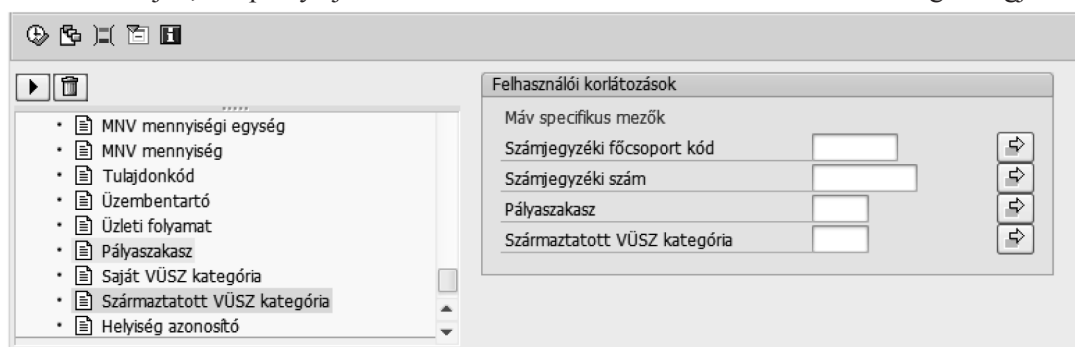 Felhasználói korlátozások
MNV mennyiségi egység
MNV mennyiség
Tulajdonkód
Üzembentartó
Üzleti folyamat
Pályaszakasz
Saját VÜSZ kategória
Származtatott VÜSZ kategória
Helyiség azonosító
Máv specifikus mezők
Számjegyzéki főcsoport kód
Számjegyzéki szám
Pályaszakasz
Származtatott VÜSZ kategória